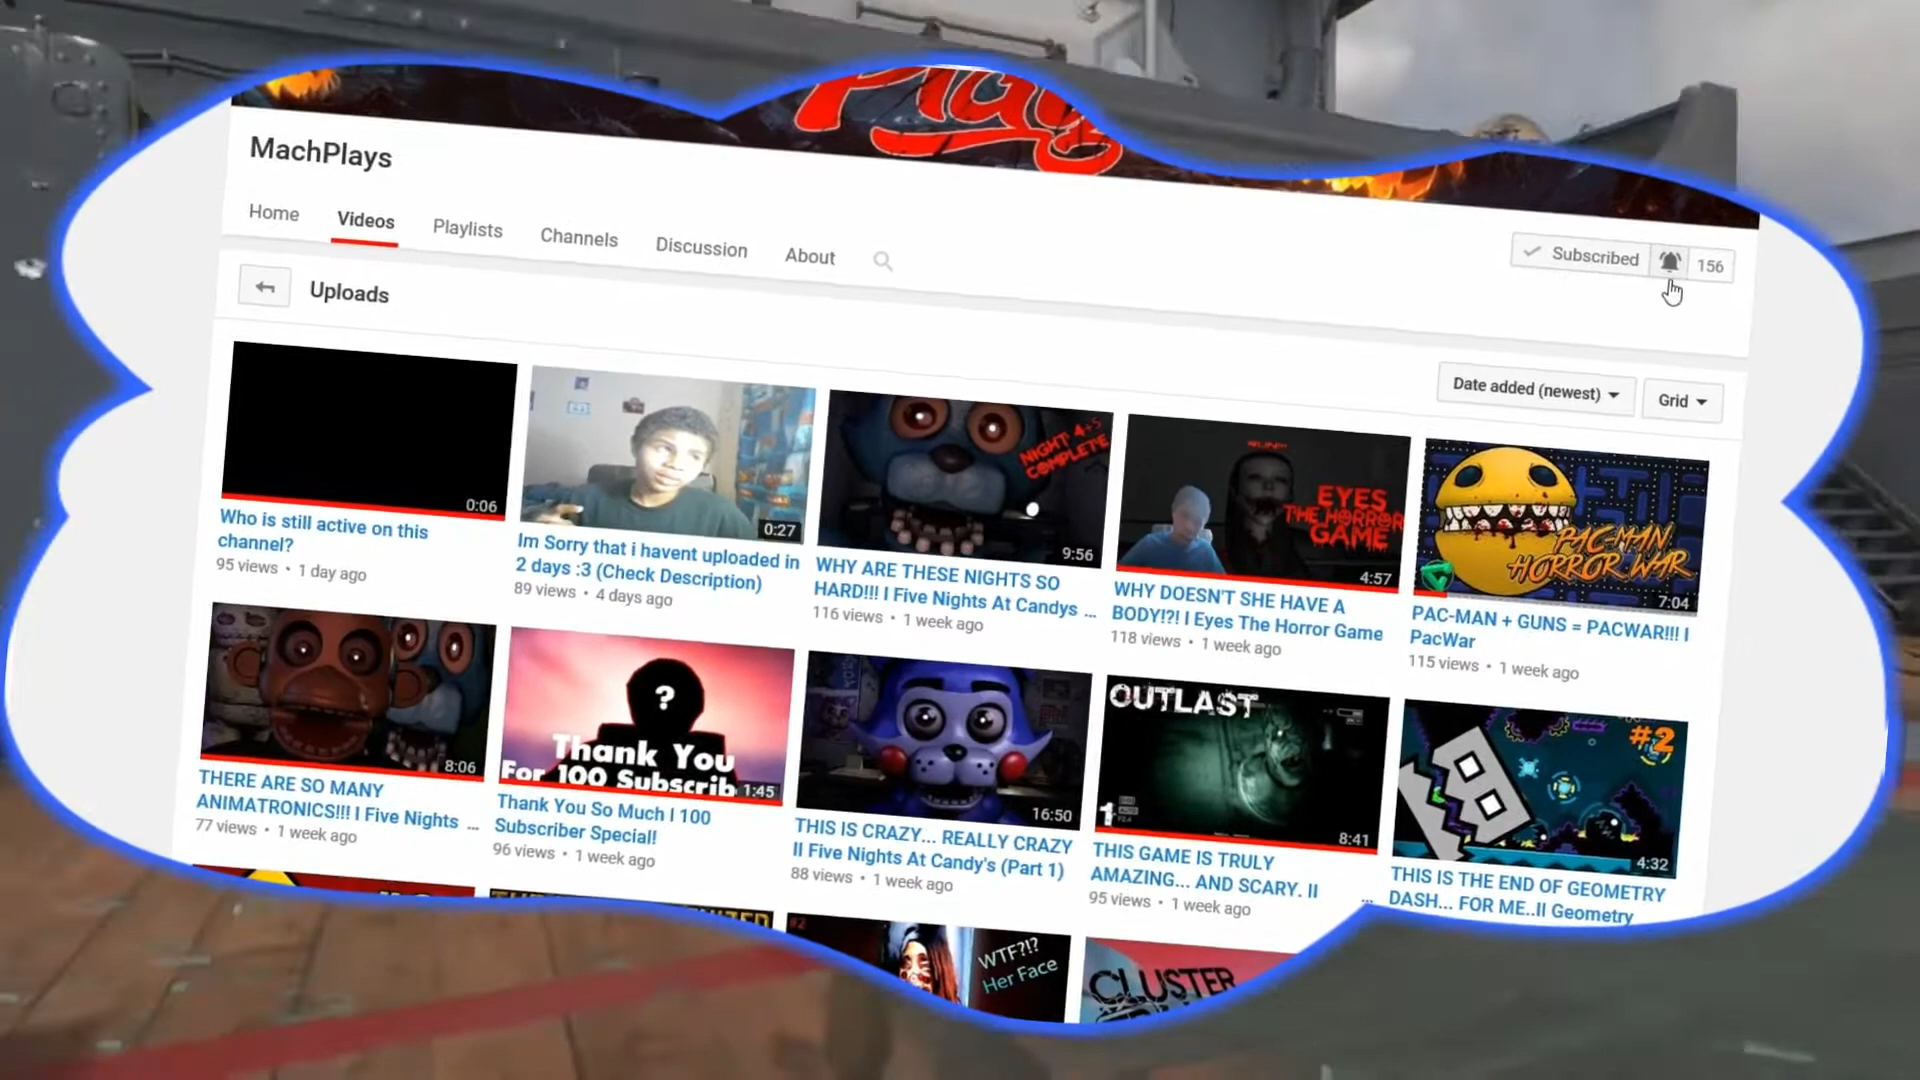 Plays
MachPlays
Home Videos Playlists Channels Discussion About
Subscribed 156
Uploads
Date added (newest) Grid
0:06
Who is still active on this
channel?
95 views • 1 day ago
0:27
Im Sorry that i havent uploaded in
2 days :3 (Check Description)
89 views • 4 days ago
NIGHT 4+5
COMPLETE
9:56
WHY ARE THESE NIGHTS SO
HARD!!! I Five Nights At Candys ...
116 views • 1 week ago
EYES
THE HORROR
GAME
4:57
WHY DOESN'T SHE HAVE A
BODY!?! I Eyes The Horror Game
118 views • 1 week ago
PAC-MAN
HORROR WAR
7:04
PAC-MAN + GUNS = PACWAR!!! I
PacWar
115 views • 1 week ago
8:06
THERE ARE SO MANY
ANIMATRONICS!!! I Five Nights ...
77 views • 1 week ago
?
Thank You
For 100 Subscrib
1:45
Thank You So Much I 100
Subscriber Special!
96 views • 1 week ago
16:50
THIS IS CRAZY... REALLY CRAZY
II Five Nights At Candy's (Part 1)
88 views • 1 week ago
OUTLAST
1
8:41
THIS GAME IS TRULY
AMAZING... AND SCARY. II ...
95 views • 1 week ago
#2
4:32
THIS IS THE END OF GEOMETRY
DASH... FOR ME..II Geometry
#2
WTF?!?
Her Face
CLUSTER